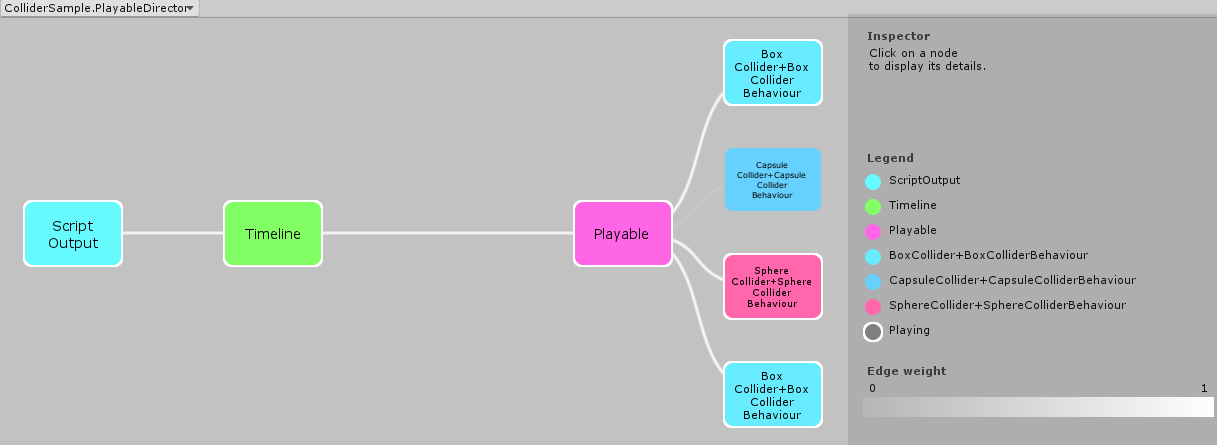 ColliderSample.PlayableDirector
Script
Output
Timeline
Playable
Box
Collider+Box
Collider
Behaviour
Capsule
Collider+Capsule
Collider
Behaviour
Sphere
Collider+Sphere
Collider
Behaviour
Box
Collider+Box
Collider
Behaviour
Inspector
Click on a node
to display its details.
Legend
ScriptOutput
Timeline
Playable
BoxCollider+BoxColliderBehaviour
CapsuleCollider+CapsuleColliderBehaviour
SphereCollider+SphereColliderBehaviour
Playing
Edge weight
0 1